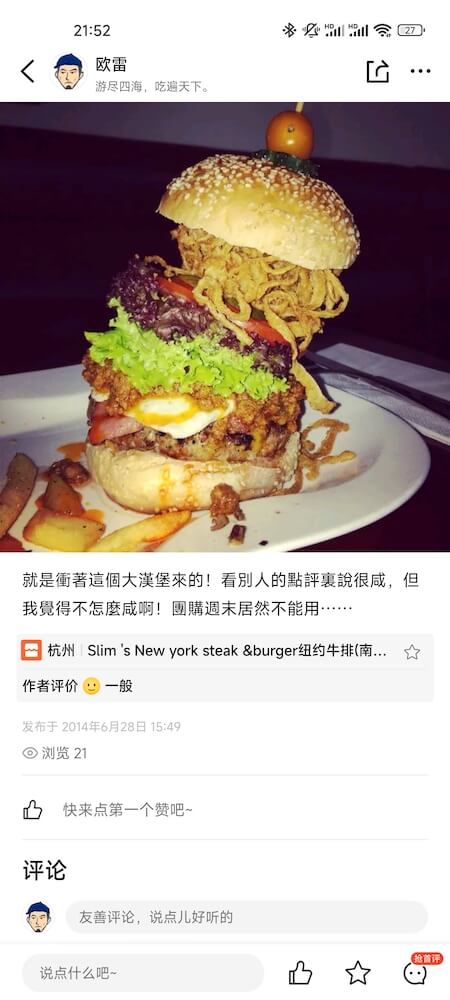 21:52
HD
HD
27
欧雷
游尽四海，吃遍天下。
就是衝著這個大漢堡來的！看別人的點評裏說很咸，但
我覺得不怎麼咸啊！團購週末居然不能用……
杭州 Slim 's New york steak &burger纽约牛排(南...
作者评价 🙂 一般
发布于 2014年6月28日 15:49
浏览 21
快来点第一个赞吧~
评论
友善评论，说点儿好听的
说点什么吧~
抢首评